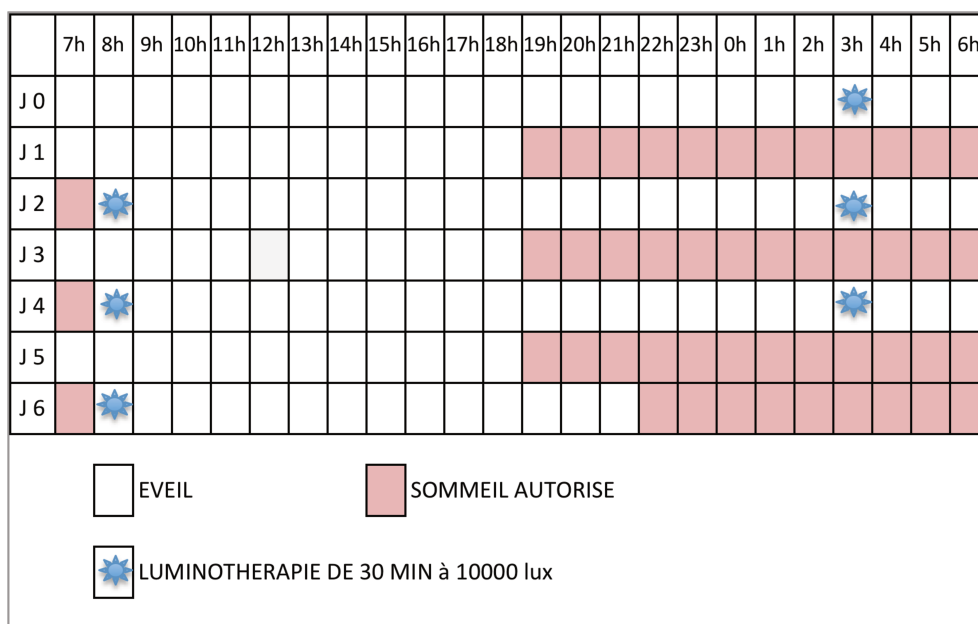 7h 8h 9h 10h 11h 12h 13h 14h 15h 16h 17h 18h 19h 20h 21h 22h 23h 0h 1h 2h 3h 4h 5h 6h
J 0
J 1
J 2
J 3
J 4
J 5
J 6
EVEIL SOMMEIL AUTORISE
LUMINOTHERAPIE DE 30 MIN à 10000 lux